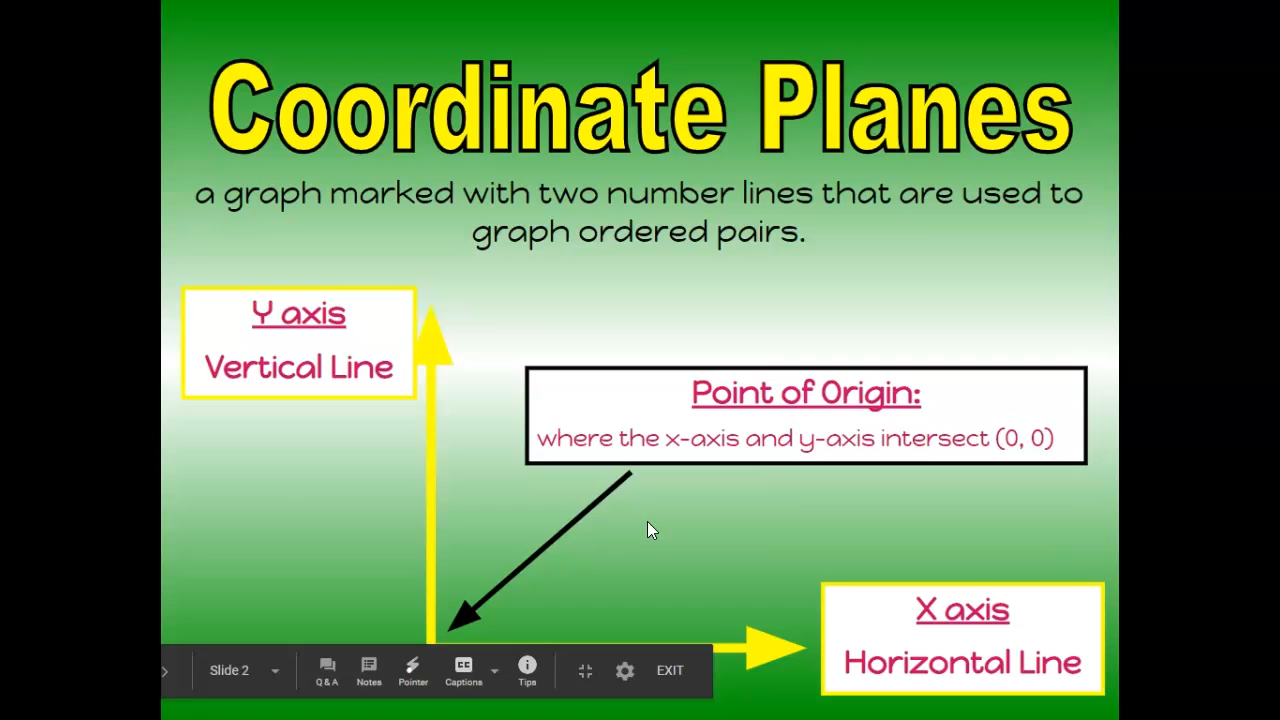 Coordinate Planes
a graph marked with two number lines that are used to
graph ordered pairs.
Y axis
Vertical Line
Point of Origin:
where the x-axis and y-axis intersect (0, 0)
X axis
Horizontal Line
Slide 2
Q & A
Notes
Pointer
CC
Captions
Tips
EXIT